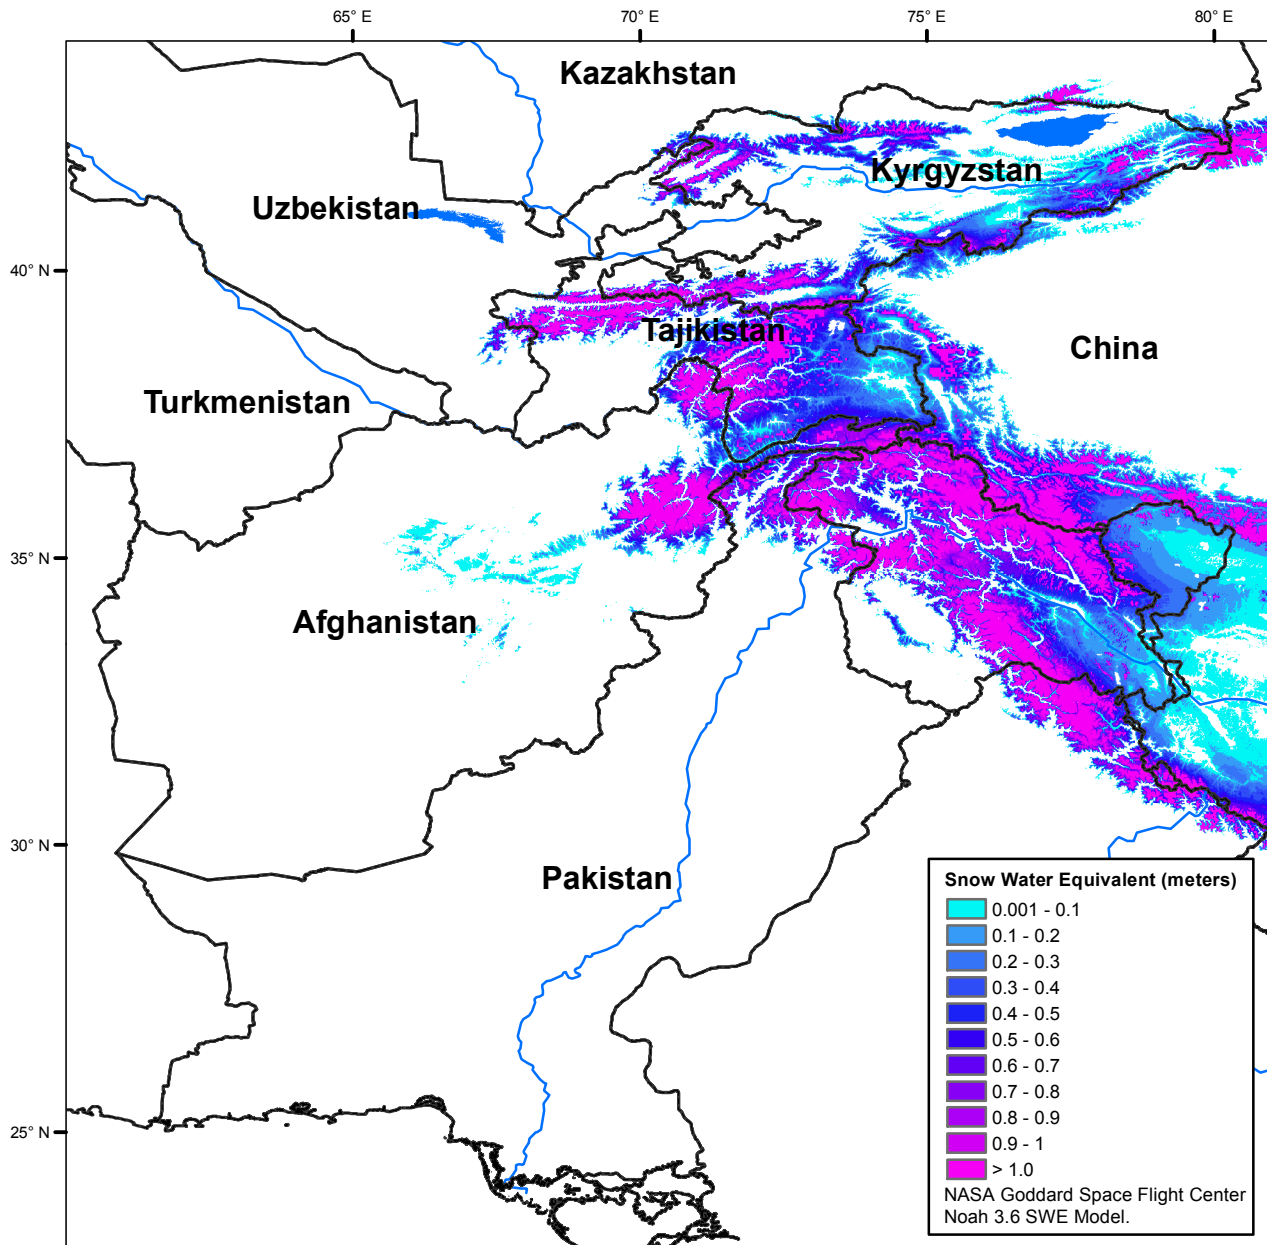 65° E 70° E 75° E 80° E
Kazakhstan
Kyrgyzstan
Uzbekistan
40° N
Tajikistan
China
Turkmenistan
35° N
Afghanistan
30° N
Pakistan
25° N
Snow Water Equivalent (meters)
0.001 - 0.1
0.1 - 0.2
0.2 - 0.3
0.3 - 0.4
0.4 - 0.5
0.5 - 0.6
0.6 - 0.7
0.7 - 0.8
0.8 - 0.9
0.9 - 1
> 1.0
NASA Goddard Space Flight Center
Noah 3.6 SWE Model.